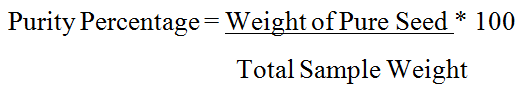 Purity Percentage = Weight of Pure Seed * 100
Total Sample Weight